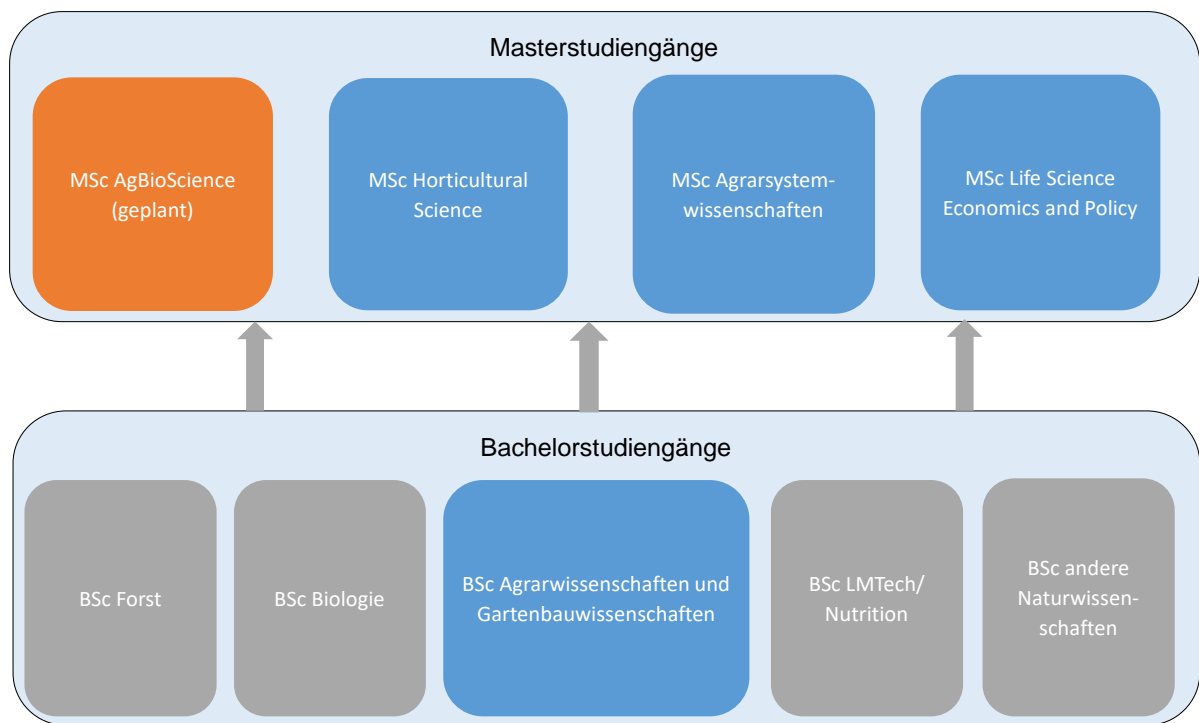 Masterstudiengänge
MSc AgBioScience
(geplant)
MSc Horticultural
Science
MSc Agrarsystem-
wissenschaften
MSc Life Science
Economics and Policy
Bachelorstudiengänge
BSc Forst
BSc Biologie
BSc Agrarwissenschaften und
Gartenbauwissenschaften
BSc LMTech/
Nutrition
BSc andere
Naturwissen-
schaften